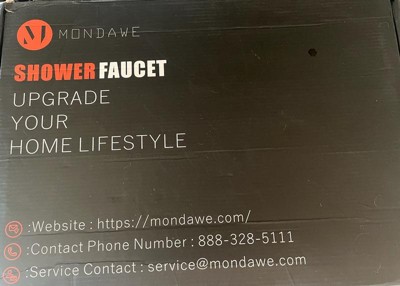 MONDAWE
SHOWER FAUCET
UPGRADE
YOUR
HOME LIFESTYLE
:Website : https://mondawe.com/
:Contact Phone Number : 888-328-5111
:Service Contact : service@mondawe.com